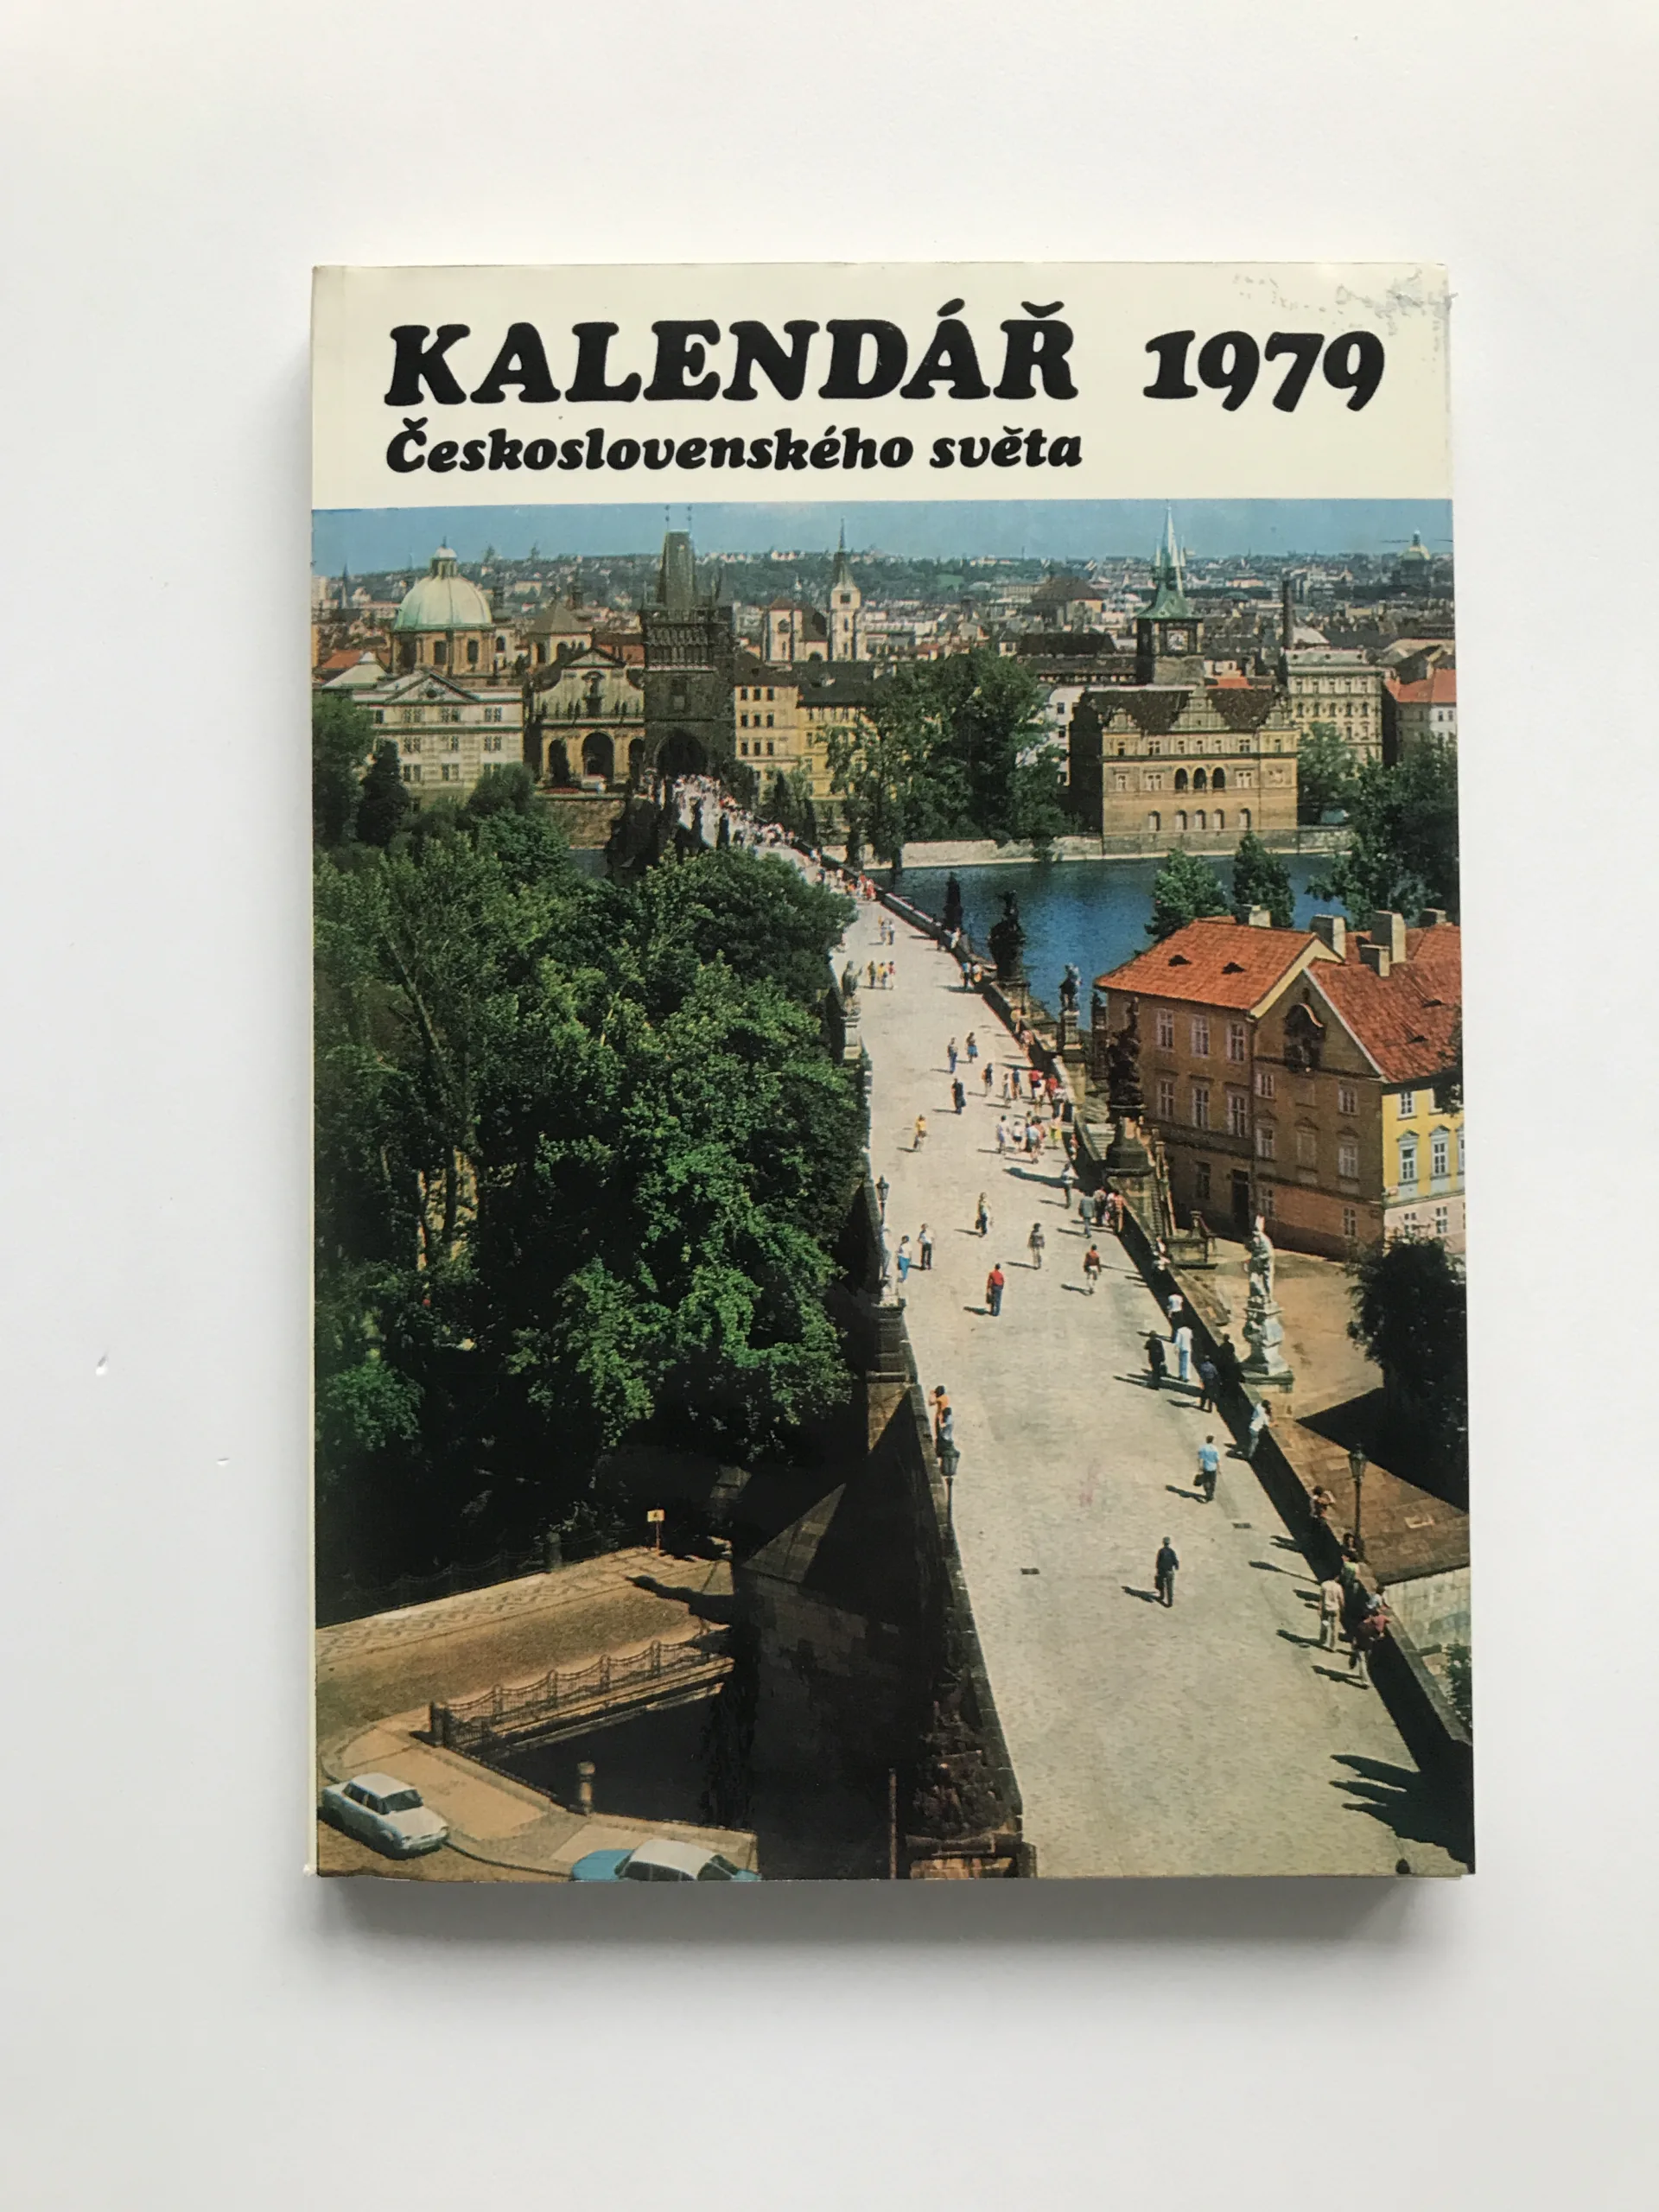 KALENDÁŘ 1979
Československého světa